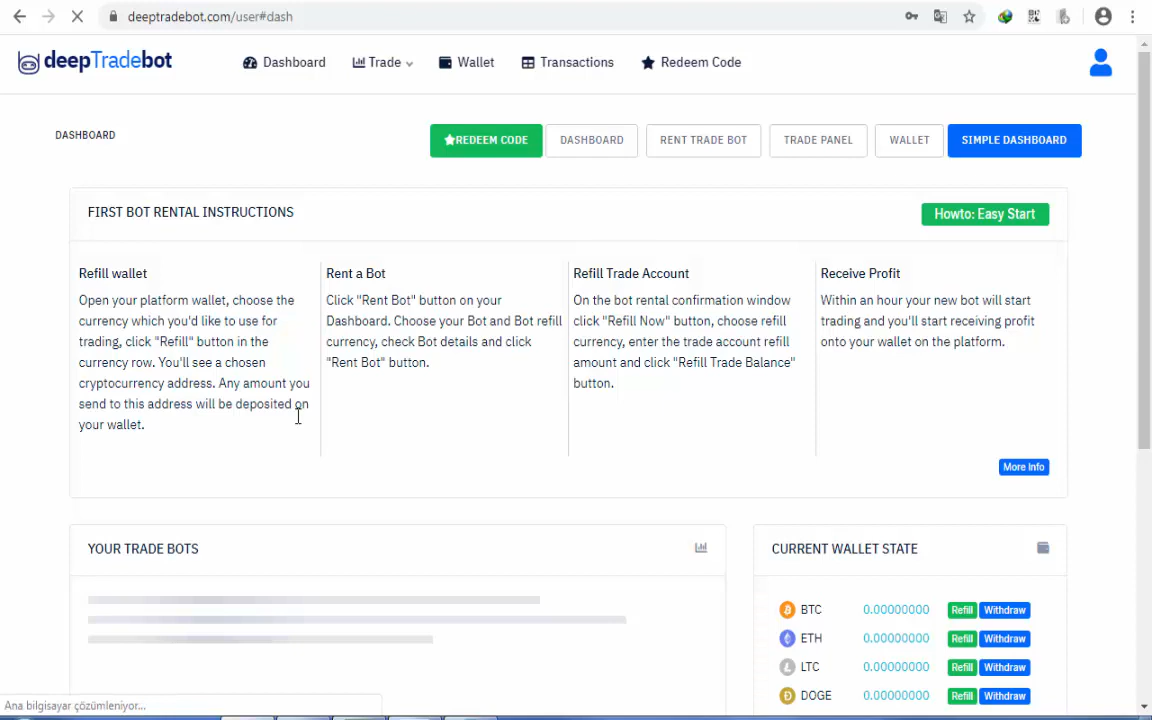 deeptradebot.com/user#dash
deepTradebot
Dashboard
Trade
Wallet
Transactions
Redeem Code
DASHBOARD
REDEEM CODE
DASHBOARD
RENT TRADE BOT
TRADE PANEL
WALLET
SIMPLE DASHBOARD
FIRST BOT RENTAL INSTRUCTIONS
Howto: Easy Start
Refill wallet
Open your platform wallet, choose the
currency which you'd like to use for
trading, click "Refill" button in the
currency row. You'll see a chosen
cryptocurrency address. Any amount you
send to this address will be deposited on
your wallet.
Rent a Bot
Click "Rent Bot" button on your
Dashboard. Choose your Bot and Bot refill
currency, check Bot details and click
"Rent Bot" button.
Refill Trade Account
On the bot rental confirmation window
click "Refill Now" button, choose refill
currency, enter the trade account refill
amount and click "Refill Trade Balance"
button.
Receive Profit
Within an hour your new bot will start
trading and you'll start receiving profit
onto your wallet on the platform.
More Info
YOUR TRADE BOTS
CURRENT WALLET STATE
BTC 0.00000000 Refill Withdraw
ETH 0.00000000 Refill Withdraw
LTC 0.00000000 Refill Withdraw
DOGE 0.00000000 Refill Withdraw
Ana bilgisayar çözümleniyor...